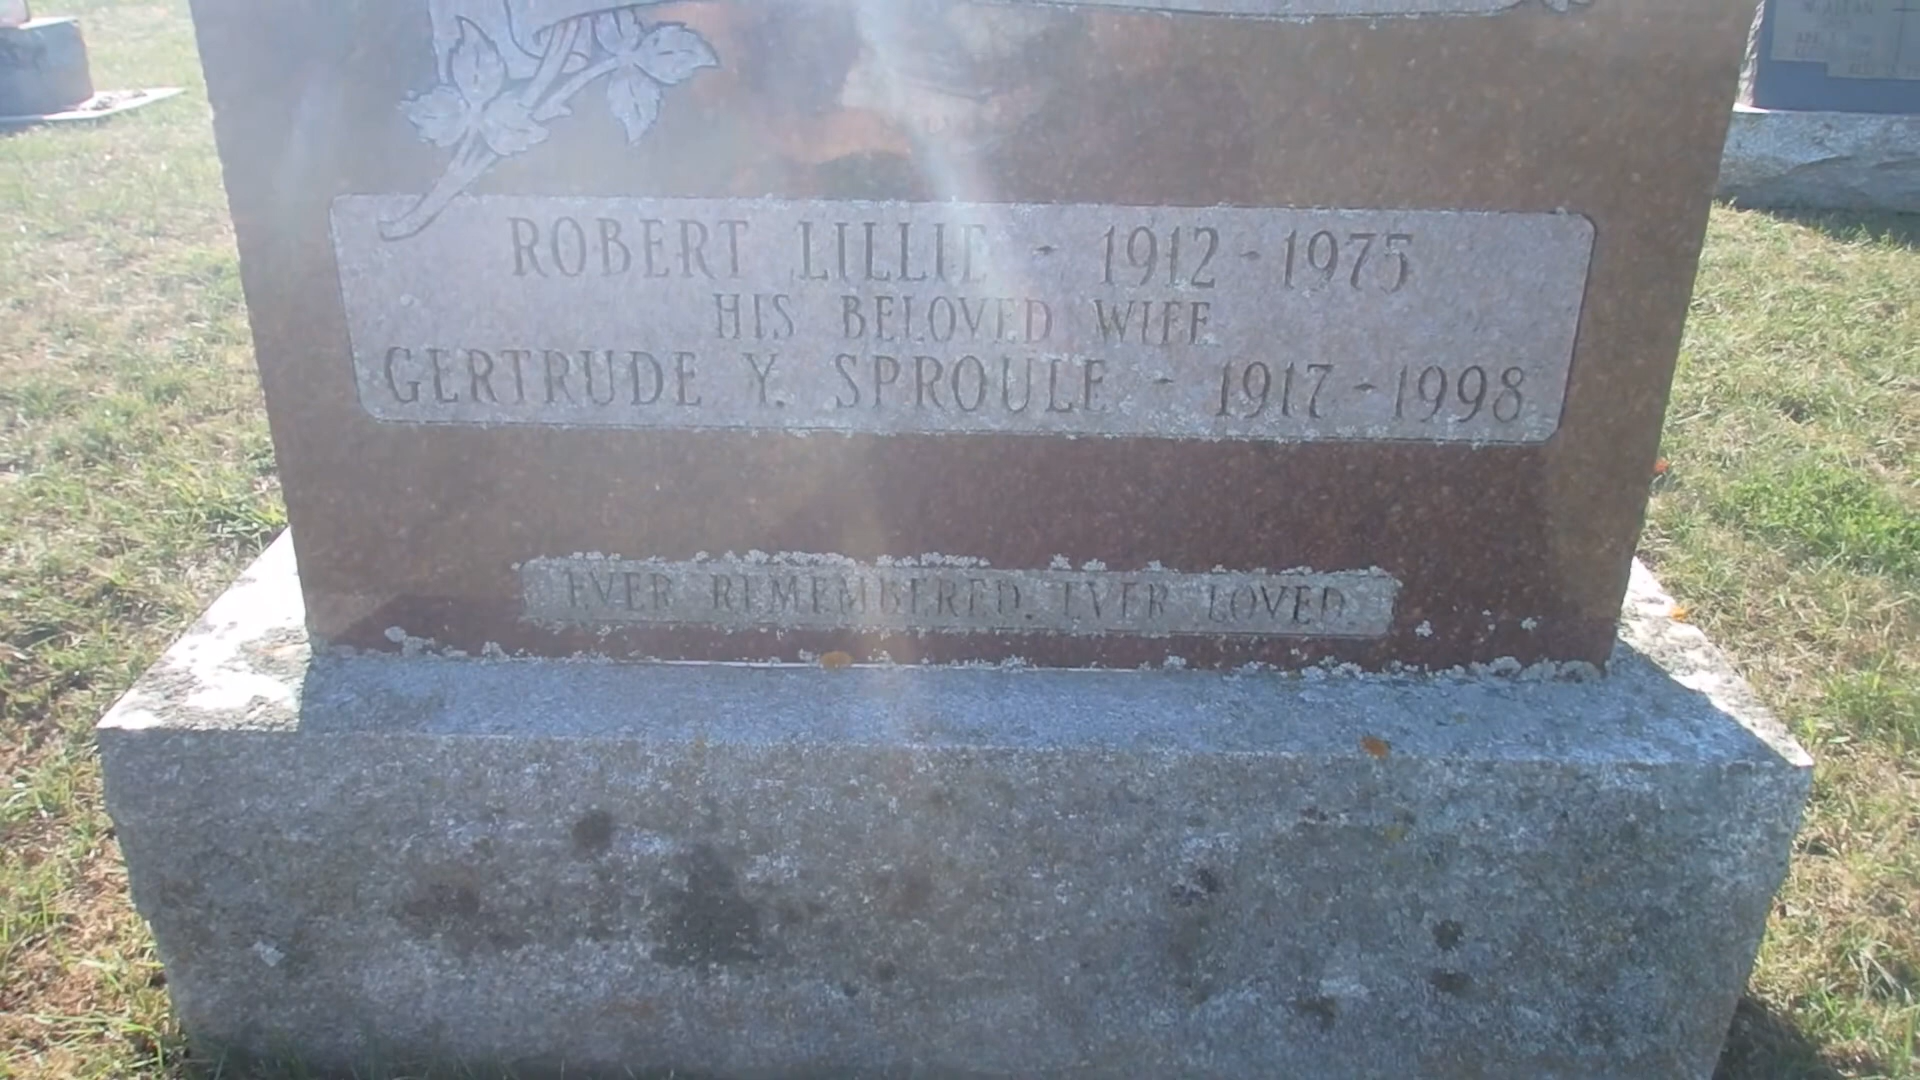 ROBERT LILLIE - 1912 - 1975
HIS BELOVED WIFE
GERTRUDE Y. SPROULE - 1917 - 1998
EVER REMEMBERED, EVER LOVED.